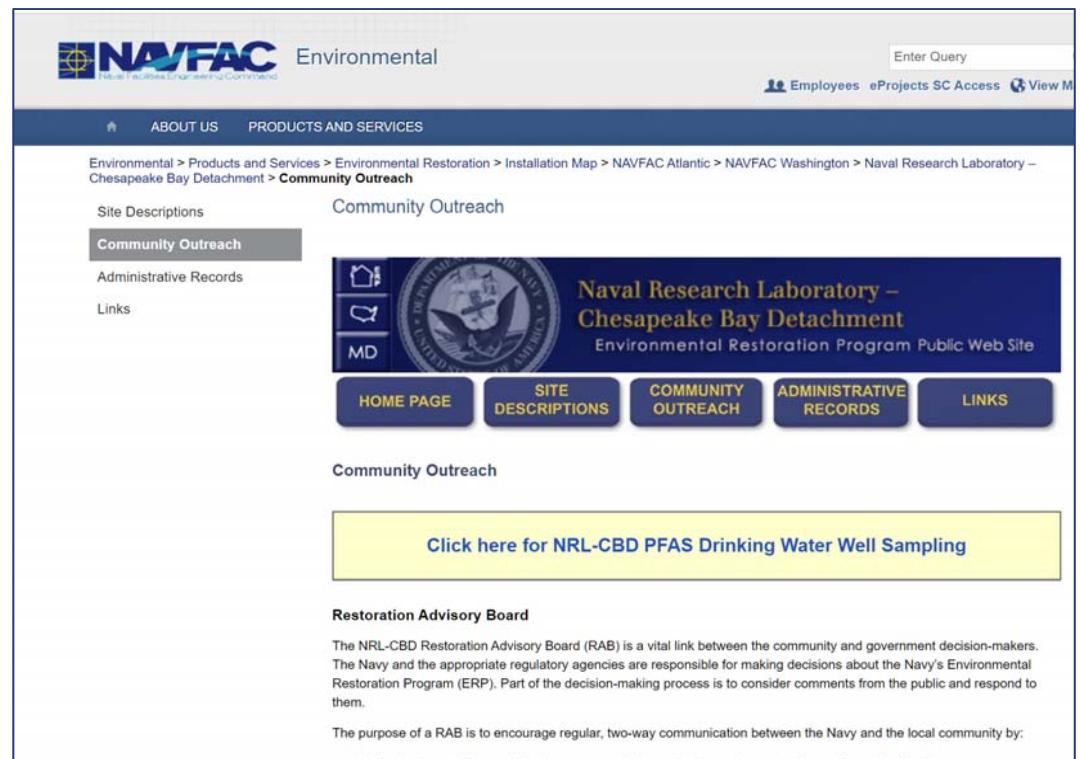 NAVFAC
Naval Facilities Engineering Command
Environmental
Enter Query
Employees eProjects SC Access View M
ABOUT US PRODUCTS AND SERVICES
Environmental > Products and Services > Environmental Restoration > Installation Map > NAVFAC Atlantic > NAVFAC Washington > Naval Research Laboratory –
Chesapeake Bay Detachment > Community Outreach
Site Descriptions
Community Outreach
Administrative Records
Links
Community Outreach
MD
DEPARTMENT OF THE NAVY
UNITED STATES OF AMERICA
Naval Research Laboratory –
Chesapeake Bay Detachment
Environmental Restoration Program Public Web Site
HOME PAGE
SITE
DESCRIPTIONS
COMMUNITY
OUTREACH
ADMINISTRATIVE
RECORDS
LINKS
Community Outreach
Click here for NRL-CBD PFAS Drinking Water Well Sampling
Restoration Advisory Board
The NRL-CBD Restoration Advisory Board (RAB) is a vital link between the community and government decision-makers.
The Navy and the appropriate regulatory agencies are responsible for making decisions about the Navy's Environmental
Restoration Program (ERP). Part of the decision-making process is to consider comments from the public and respond to
them.
The purpose of a RAB is to encourage regular, two-way communication between the Navy and the local community by: